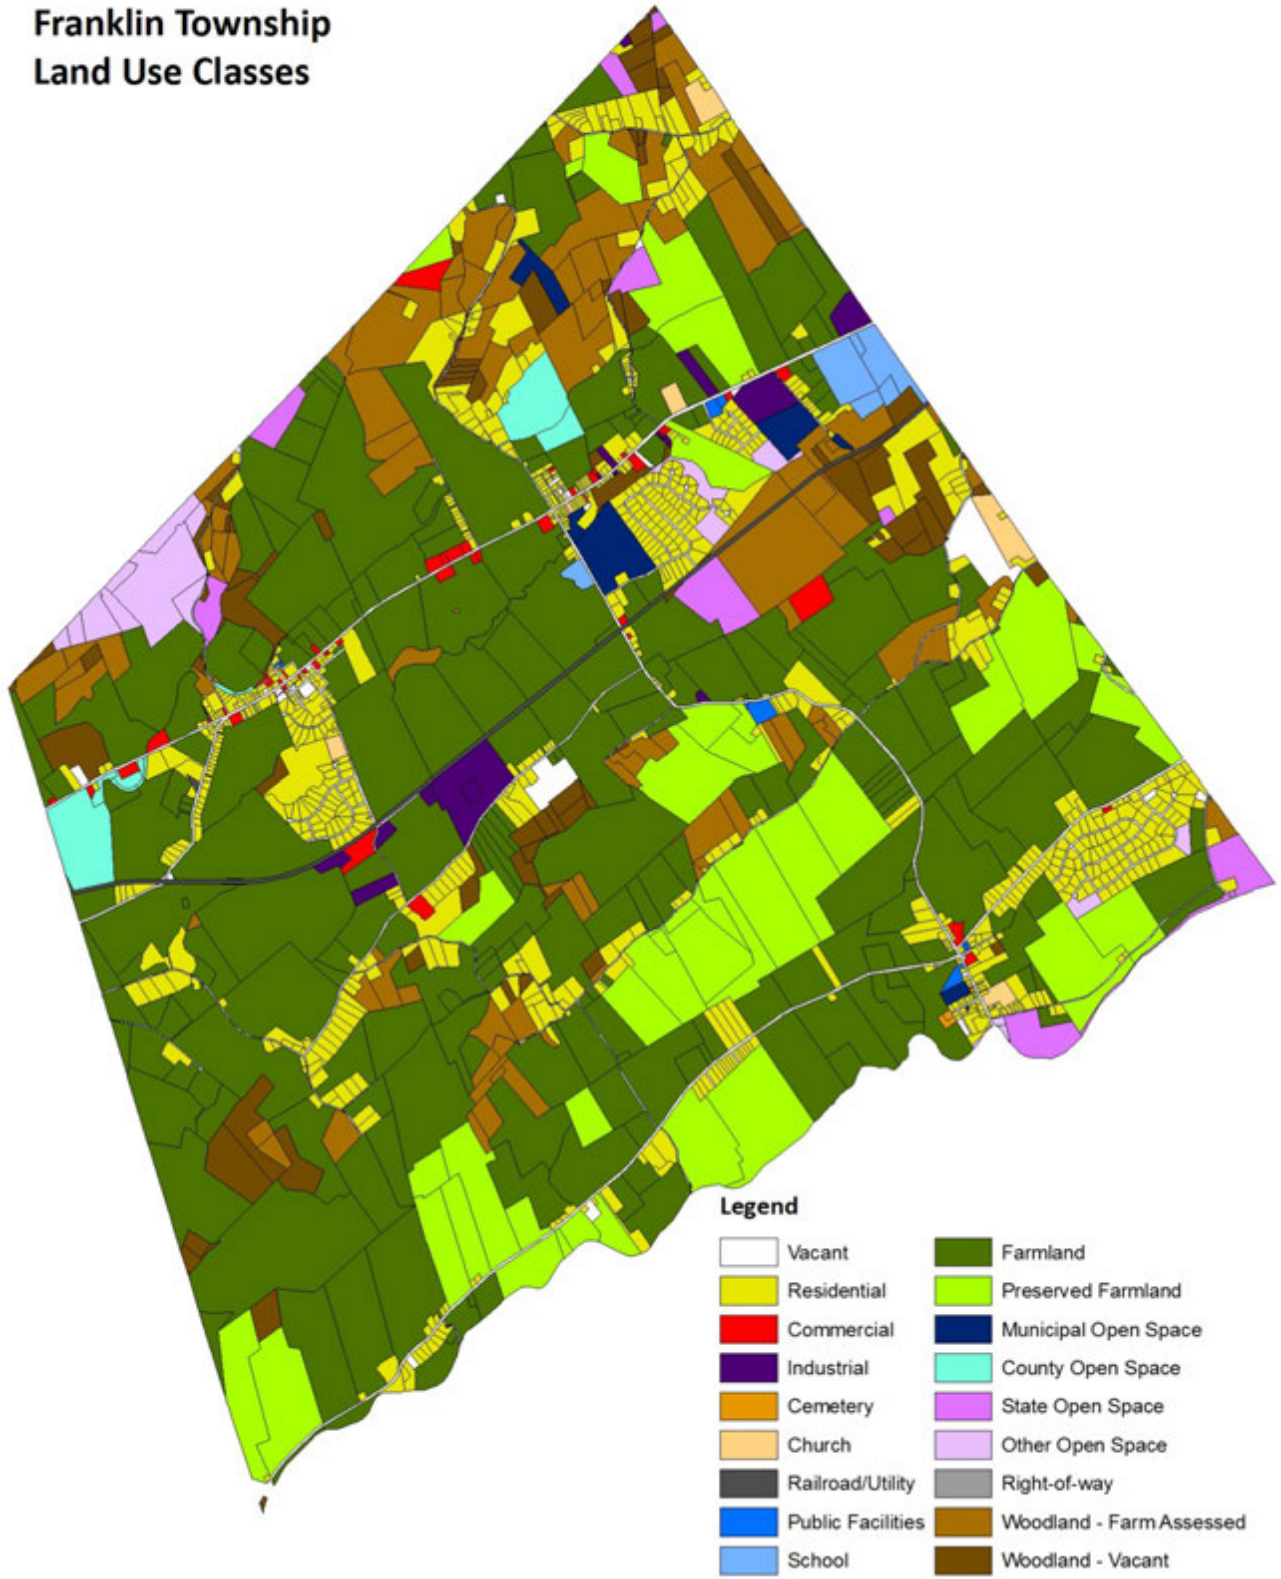 Franklin Township
Land Use Classes
Legend
Vacant
Residential
Commercial
Industrial
Cemetery
Church
Railroad/Utility
Public Facilities
School
Farmland
Preserved Farmland
Municipal Open Space
County Open Space
State Open Space
Other Open Space
Right-of-way
Woodland - Farm Assessed
Woodland - Vacant